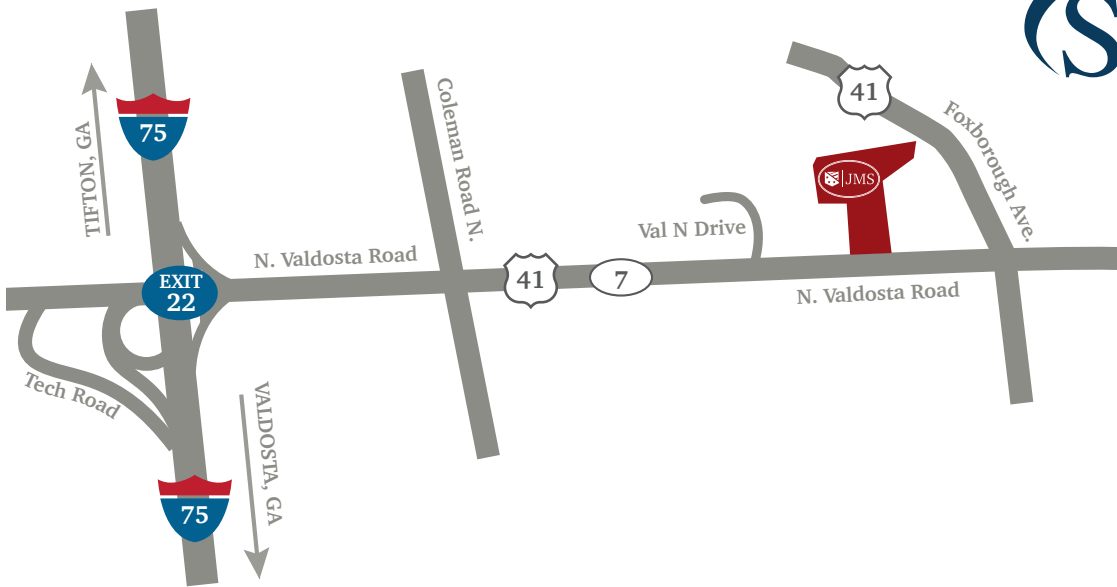 S
41
75
Coleman Road N.
Foxborough Ave.
TIFTON, GA
JMS
Val N Drive
N. Valdosta Road
EXIT
22
41
7
N. Valdosta Road
Tech Road
VALDOSTA, GA
75